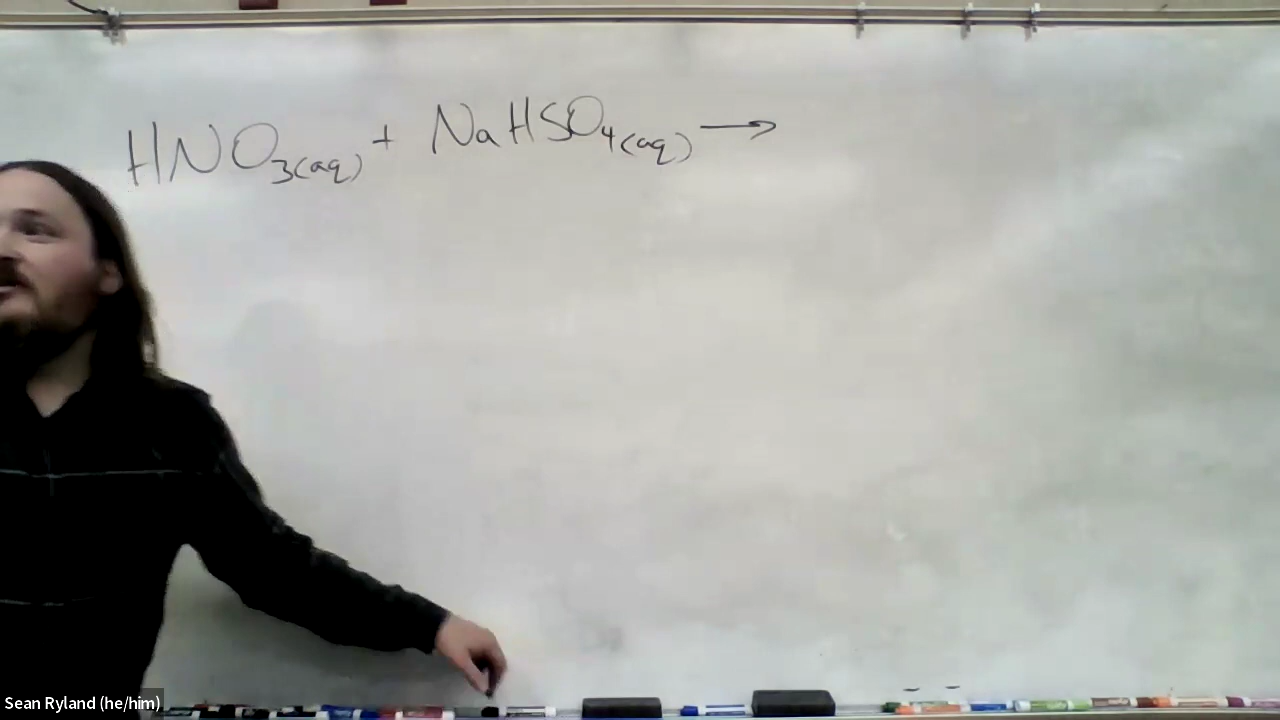 HNO₃(aq) + NaHSO₄(aq) →
Sean Ryland (he/him)